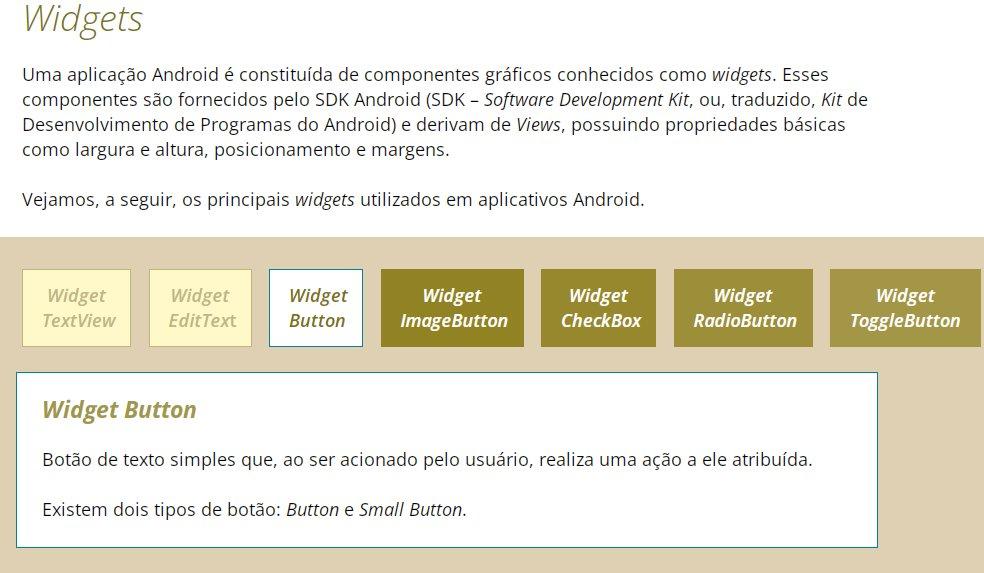 Widgets
Uma aplicação Android é constituída de componentes gráficos conhecidos como widgets. Esses
componentes são fornecidos pelo SDK Android (SDK – Software Development Kit, ou, traduzido, Kit de
Desenvolvimento de Programas do Android) e derivam de Views, possuindo propriedades básicas
como largura e altura, posicionamento e margens.
Vejamos, a seguir, os principais widgets utilizados em aplicativos Android.
Widget
TextView
Widget
EditText
Widget
Button
Widget
ImageButton
Widget
CheckBox
Widget
RadioButton
Widget
ToggleButton
Widget Button
Botão de texto simples que, ao ser acionado pelo usuário, realiza uma ação a ele atribuída.
Existem dois tipos de botão: Button e Small Button.